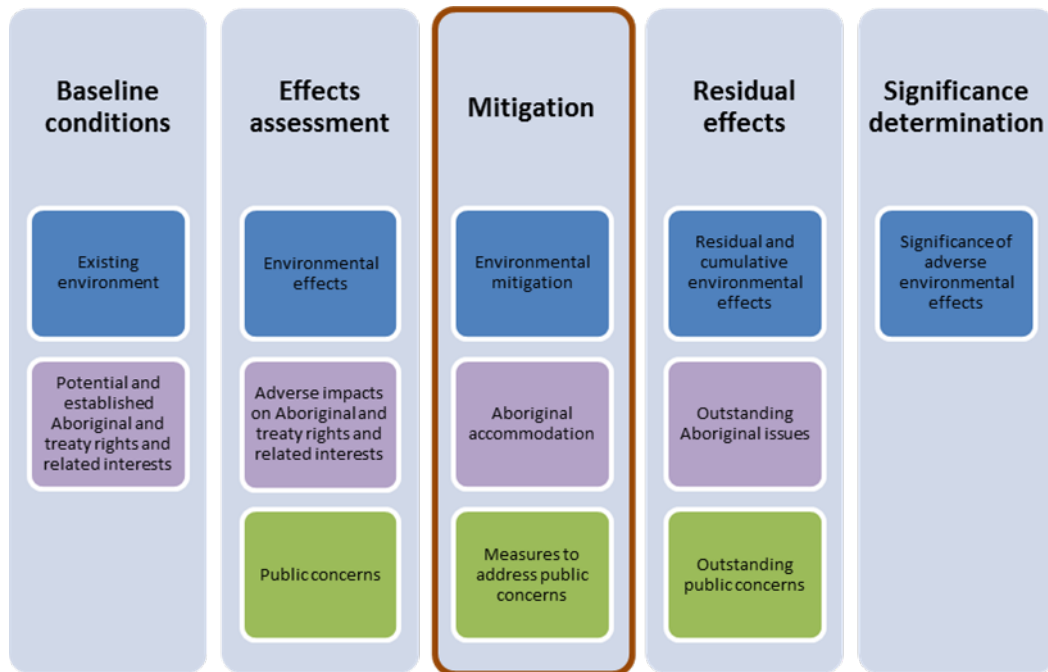 Baseline
conditions
Existing
environment
Potential and
established
Aboriginal and
treaty rights and
related interests
Effects
assessment
Environmental
effects
Adverse impacts
on Aboriginal and
treaty rights and
related interests
Public concerns
Mitigation
Environmental
mitigation
Aboriginal
accommodation
Measures to
address public
concerns
Residual
effects
Residual and
cumulative
environmental
effects
Outstanding
Aboriginal issues
Outstanding
public concerns
Significance
determination
Significance of
adverse
environmental
effects